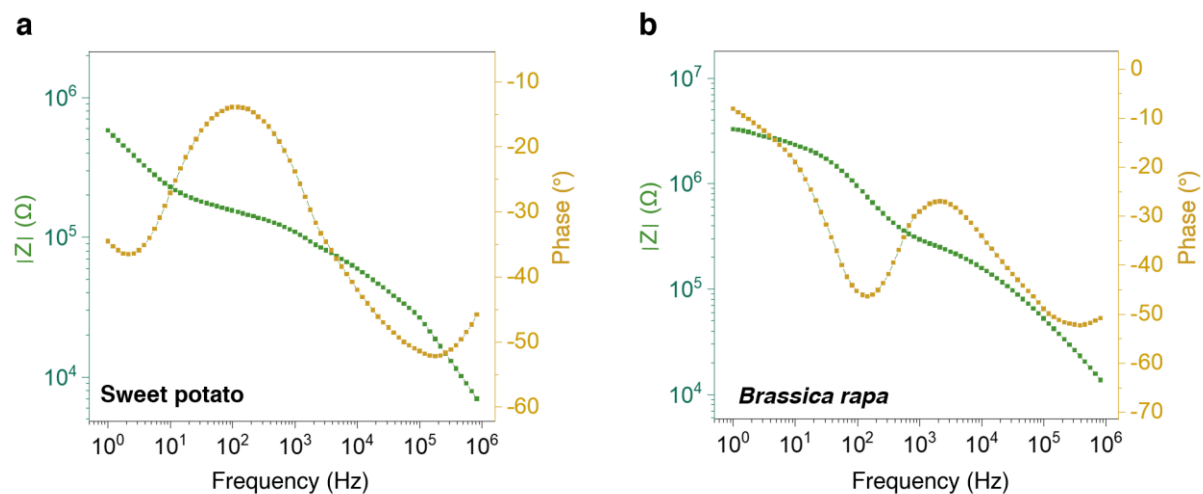 a
|Z| (Ω)
10⁶
10⁵
10⁴
-10
-20
-30
-40
-50
-60
Phase (°)
Sweet potato
10⁰ 10¹ 10² 10³ 10⁴ 10⁵ 10⁶
Frequency (Hz)
b
|Z| (Ω)
10⁷
10⁶
10⁵
10⁴
0
-10
-20
-30
-40
-50
-60
-70
Phase (°)
Brassica rapa
10⁰ 10¹ 10² 10³ 10⁴ 10⁵ 10⁶
Frequency (Hz)